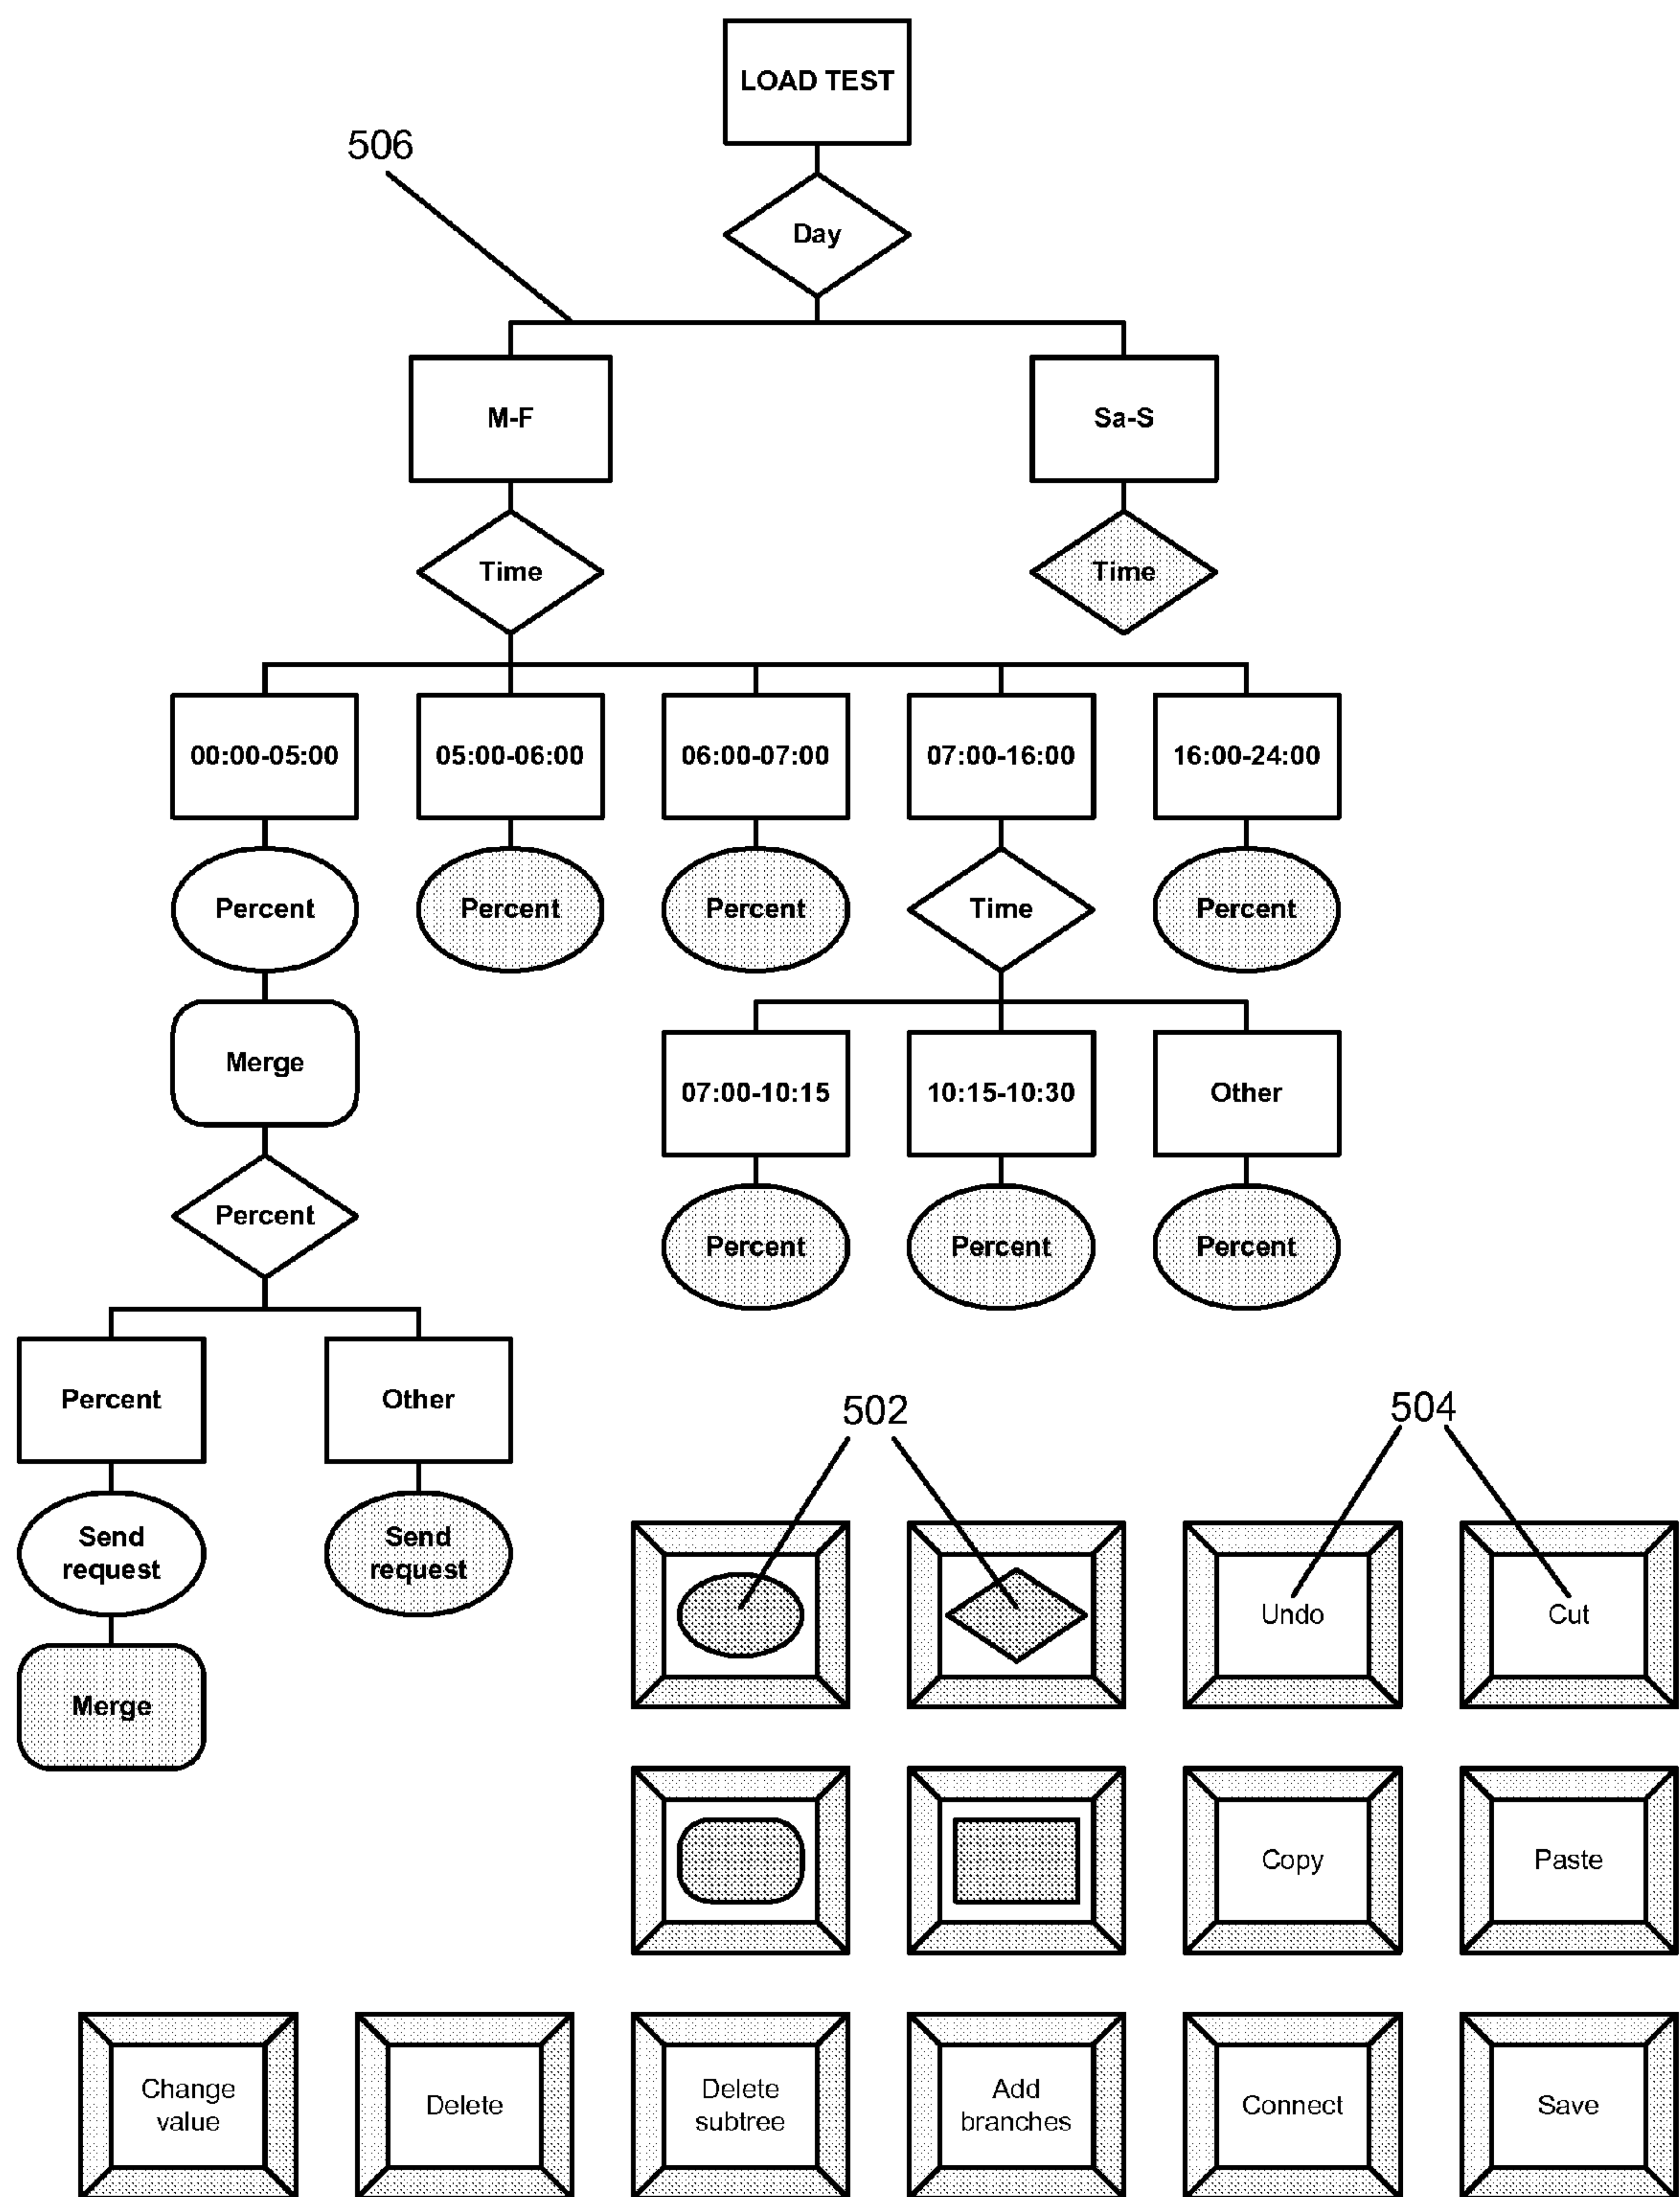 LOAD TEST
506
Day
M-F
Sa-S
Time
Time
00:00-05:00
05:00-06:00
06:00-07:00
07:00-16:00
16:00-24:00
Percent
Percent
Percent
Time
Percent
Merge
07:00-10:15
10:15-10:30
Other
Percent
Percent
Percent
Percent
Percent
Other
502
504
Send
request
Send
request
Undo
Cut
Merge
Copy
Paste
Change
value
Delete
Delete
subtree
Add
branches
Connect
Save